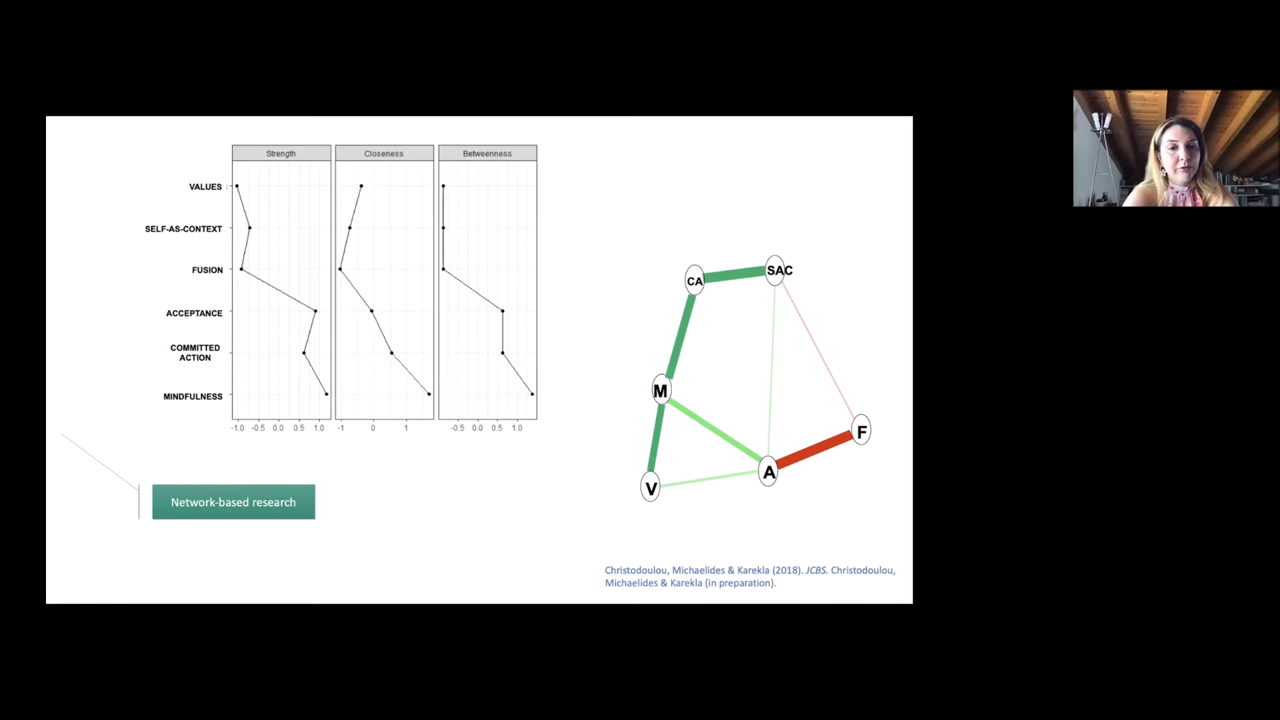 Strength Closeness Betweenness
VALUES
SELF-AS-CONTEXT
FUSION
ACCEPTANCE
COMMITTED
ACTION
MINDFULNESS
-1.0 -0.5 0.0 0.5 1.0 -1 0 1 -0.5 0.0 0.5 1.0
Network-based research
CA
SAC
M
F
A
V
Christodoulou, Michaelides & Karekla (2018). JCBS. Christodoulou,
Michaelides & Karekla (in preparation).